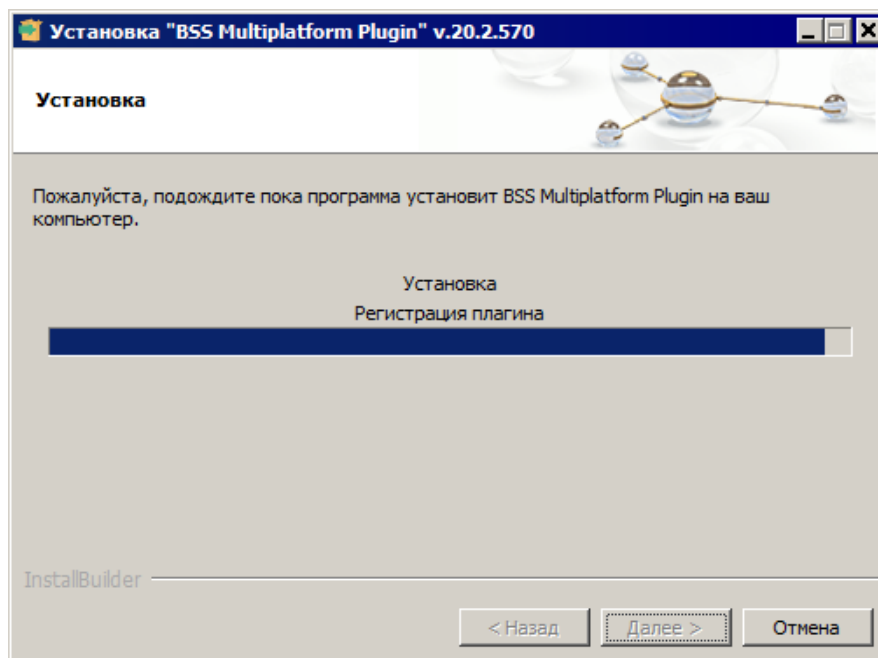 Установка "BSS Multiplatform Plugin" v.20.2.570
Установка
Пожалуйста, подождите пока программа установит BSS Multiplatform Plugin на ваш
компьютер.
Установка
Регистрация плагина
InstallBuilder
< Назад
Далее >
Отмена